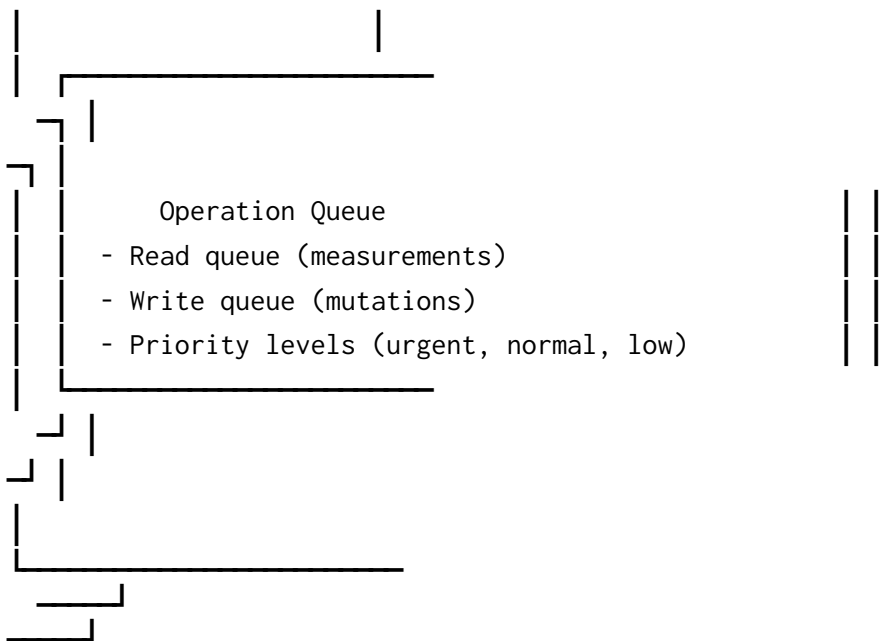 Operation Queue
- Read queue (measurements)
- Write queue (mutations)
- Priority levels (urgent, normal, low)